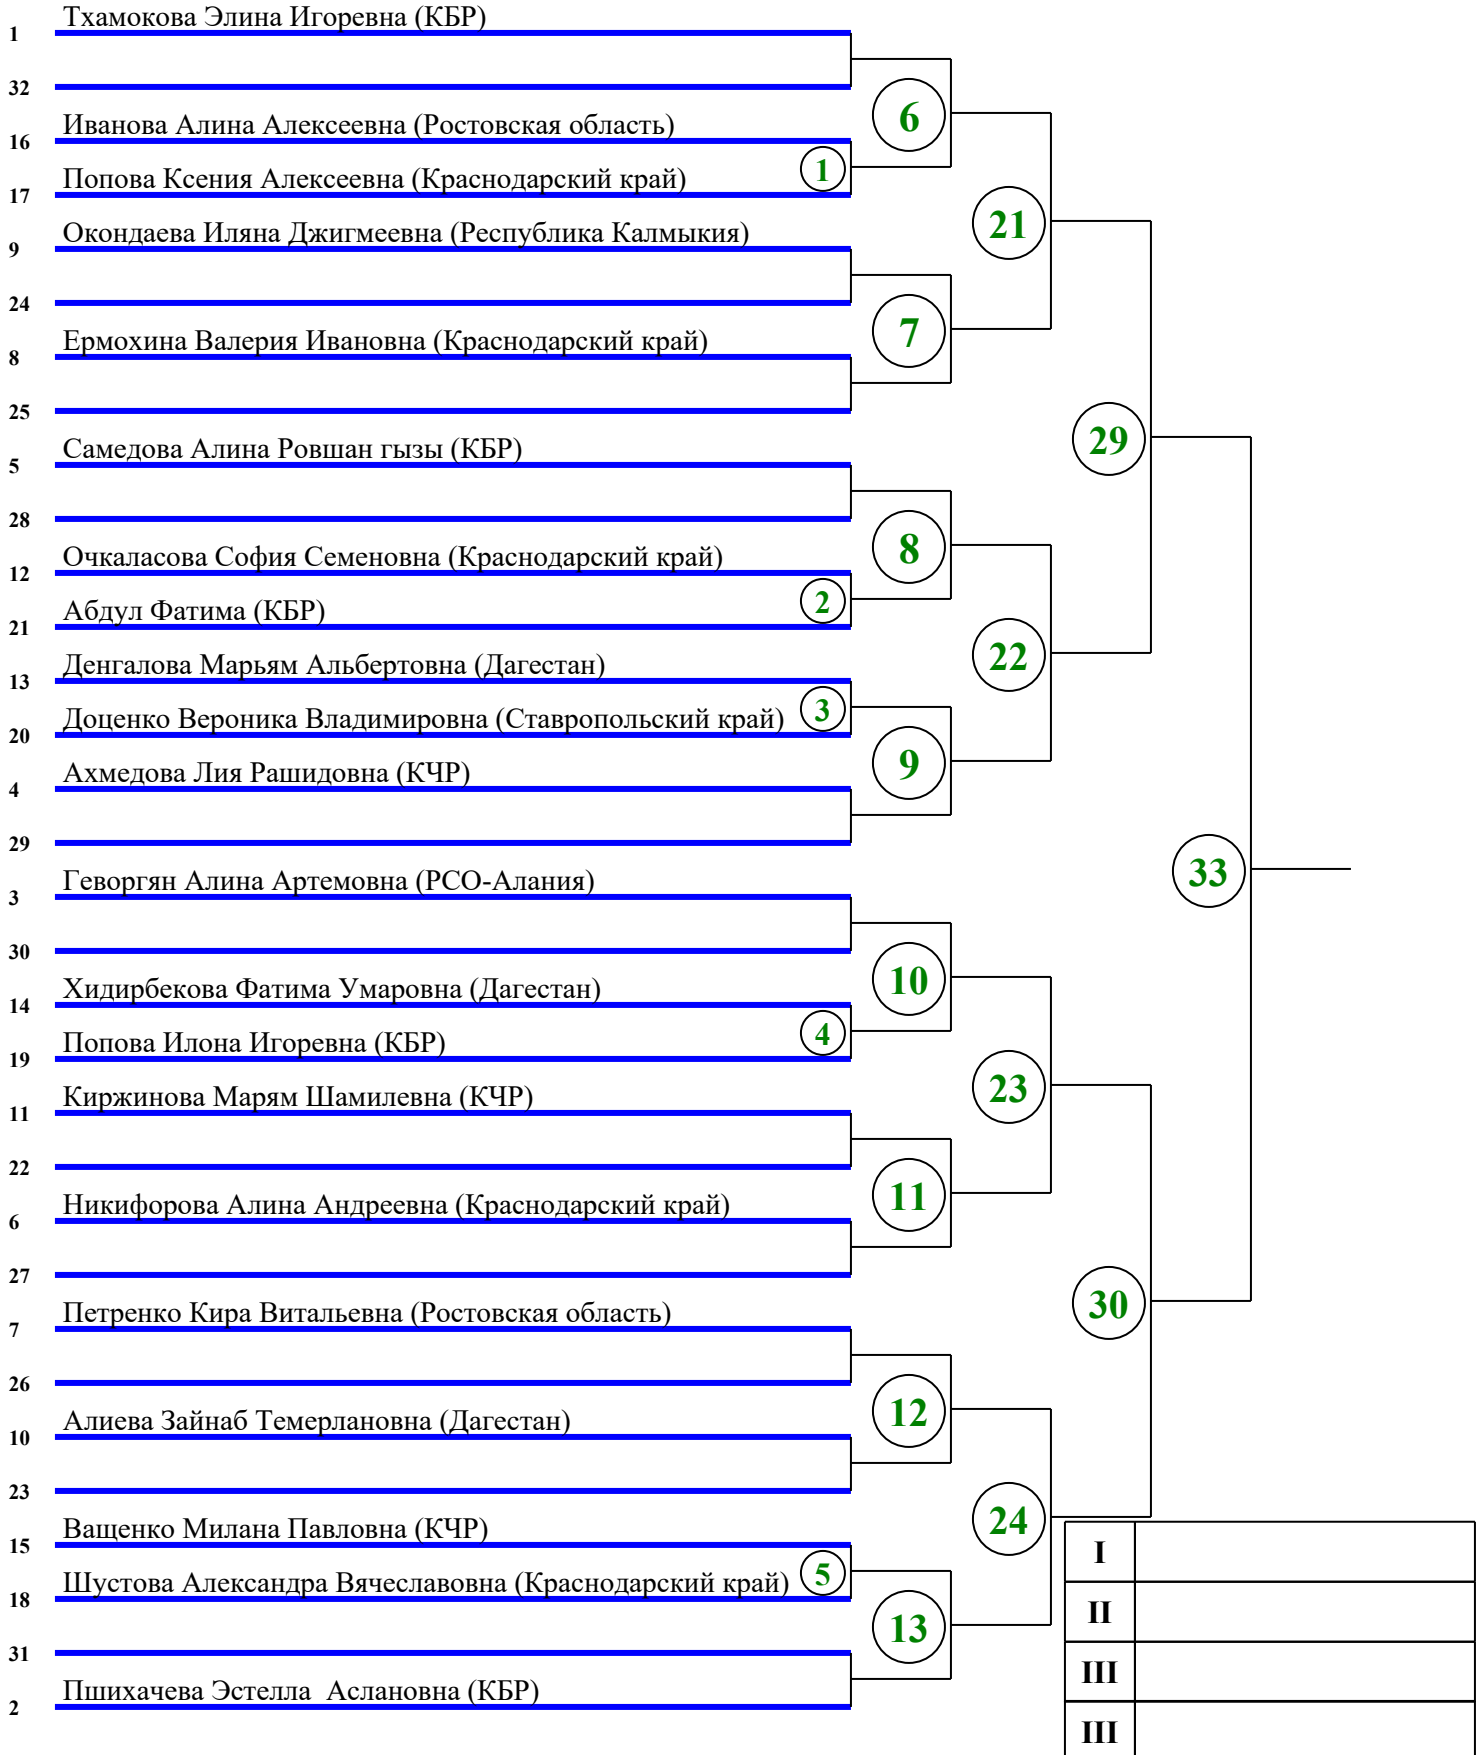 Тхамокова Элина Игоревна (КБР)
1
32
Иванова Алина Алексеевна (Ростовская область)
16
6
Попова Ксения Алексеевна (Краснодарский край)
1
17
Окондаева Иляна Джигмеевна (Республика Калмыкия)
21
9
24
Ермохина Валерия Ивановна (Краснодарский край)
7
8
25
Самедова Алина Ровшан гызы (КБР)
29
5
28
Очкаласова София Семеновна (Краснодарский край)
8
12
Абдул Фатима (КБР)
2
21
Денгалова Марьям Альбертовна (Дагестан)
22
13
Доценко Вероника Владимировна (Ставропольский край)
3
20
Ахмедова Лия Рашидовна (КЧР)
9
4
29
Геворгян Алина Артемовна (РСО-Алания)
33
3
30
Хидирбекова Фатима Умаровна (Дагестан)
10
14
Попова Илона Игоревна (КБР)
4
19
Киржинова Марям Шамилевна (КЧР)
23
11
22
Никифорова Алина Андреевна (Краснодарский край)
11
6
27
Петренко Кира Витальевна (Ростовская область)
30
7
26
Алиева Зайнаб Темерлановна (Дагестан)
12
10
23
Ващенко Милана Павловна (КЧР)
24
15
I
Шустова Александра Вячеславовна (Краснодарский край)
5
18
II
13
31
III
Пшихачева Эстелла Аслановна (КБР)
2
III